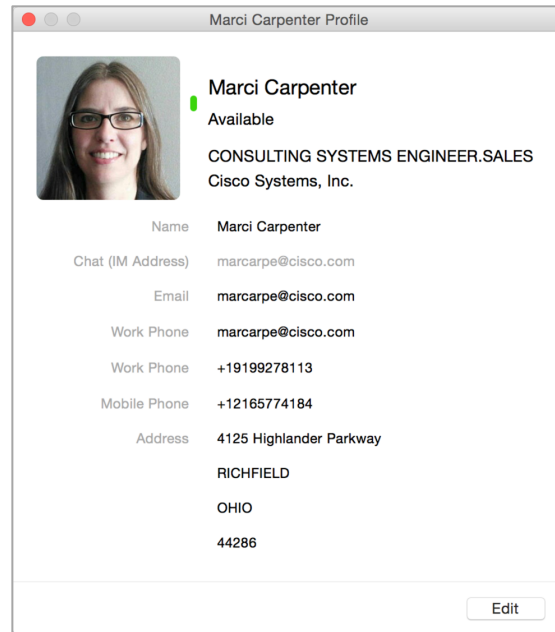 Marci Carpenter Profile
Marci Carpenter
Available
CONSULTING SYSTEMS ENGINEER.SALES
Cisco Systems, Inc.
Name Marci Carpenter
Chat (IM Address) marcarpe@cisco.com
Email marcarpe@cisco.com
Work Phone marcarpe@cisco.com
Work Phone +19199278113
Mobile Phone +12165774184
Address 4125 Highlander Parkway
RICHFIELD
OHIO
44286
Edit